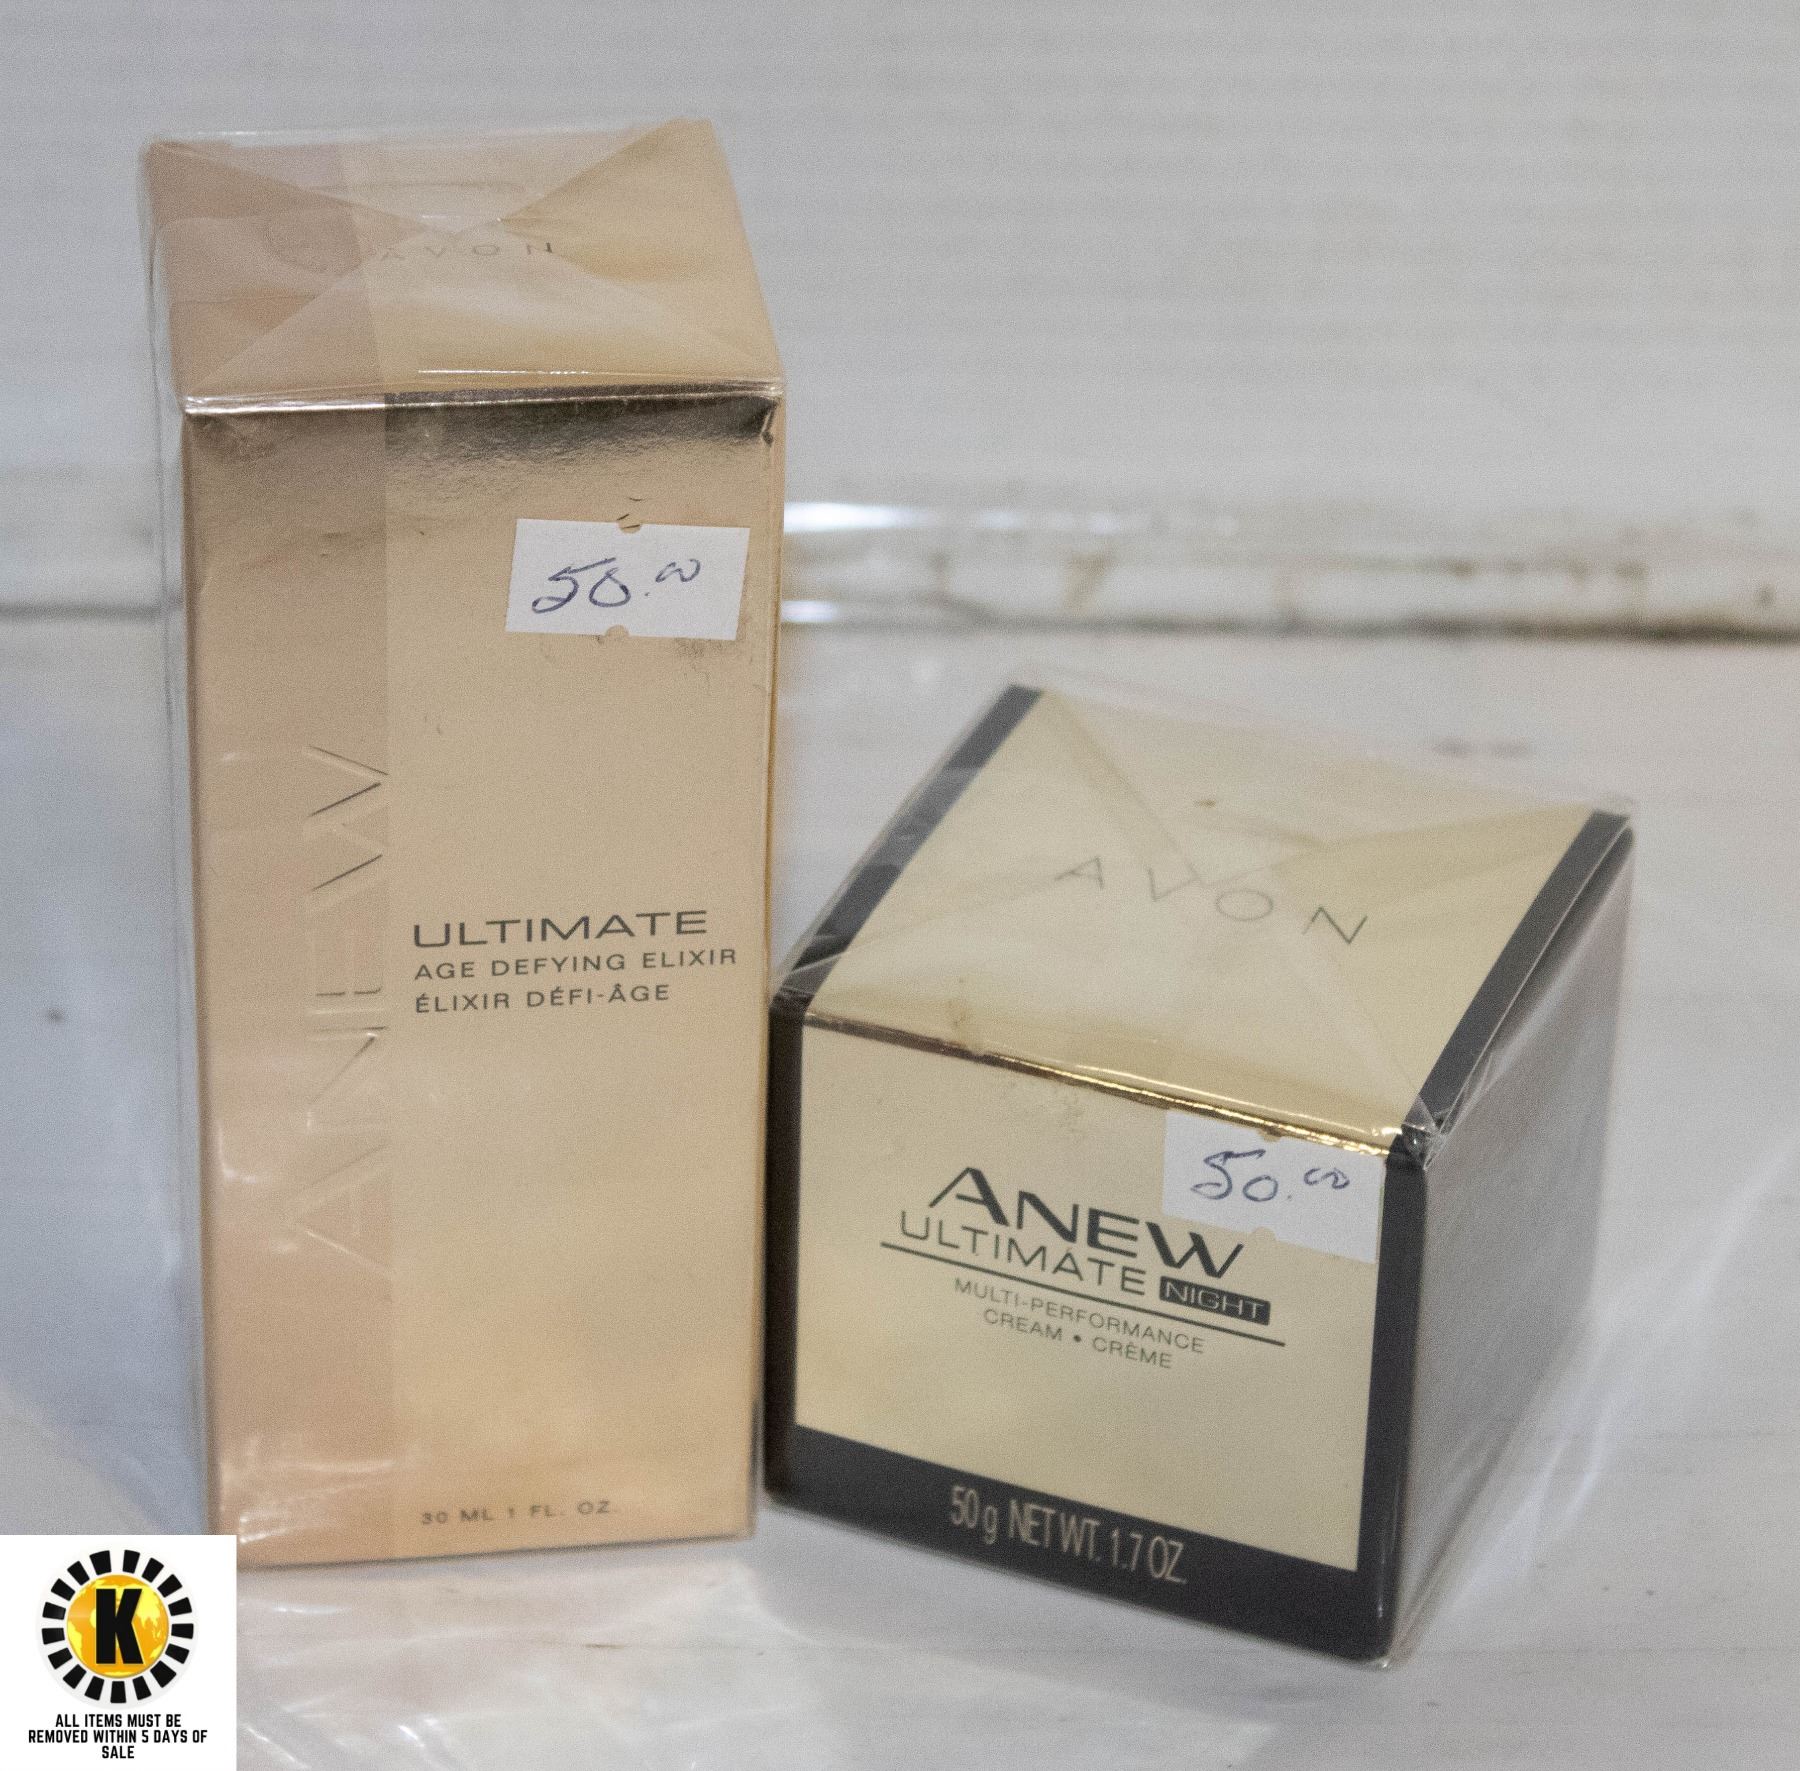 AVON
50.00
ANEW
ULTIMATE
AGE DEFYING ELIXIR
ÉLIXIR DÉFI-ÂGE
30 ML 1 FL. OZ.
AVON
50.00
ANEW
ULTIMATE NIGHT
MULTI-PERFORMANCE
CREAM • CRÈME
50g NET WT. 1.7 OZ.
K
ALL ITEMS MUST BE
REMOVED WITHIN 5 DAYS OF
SALE